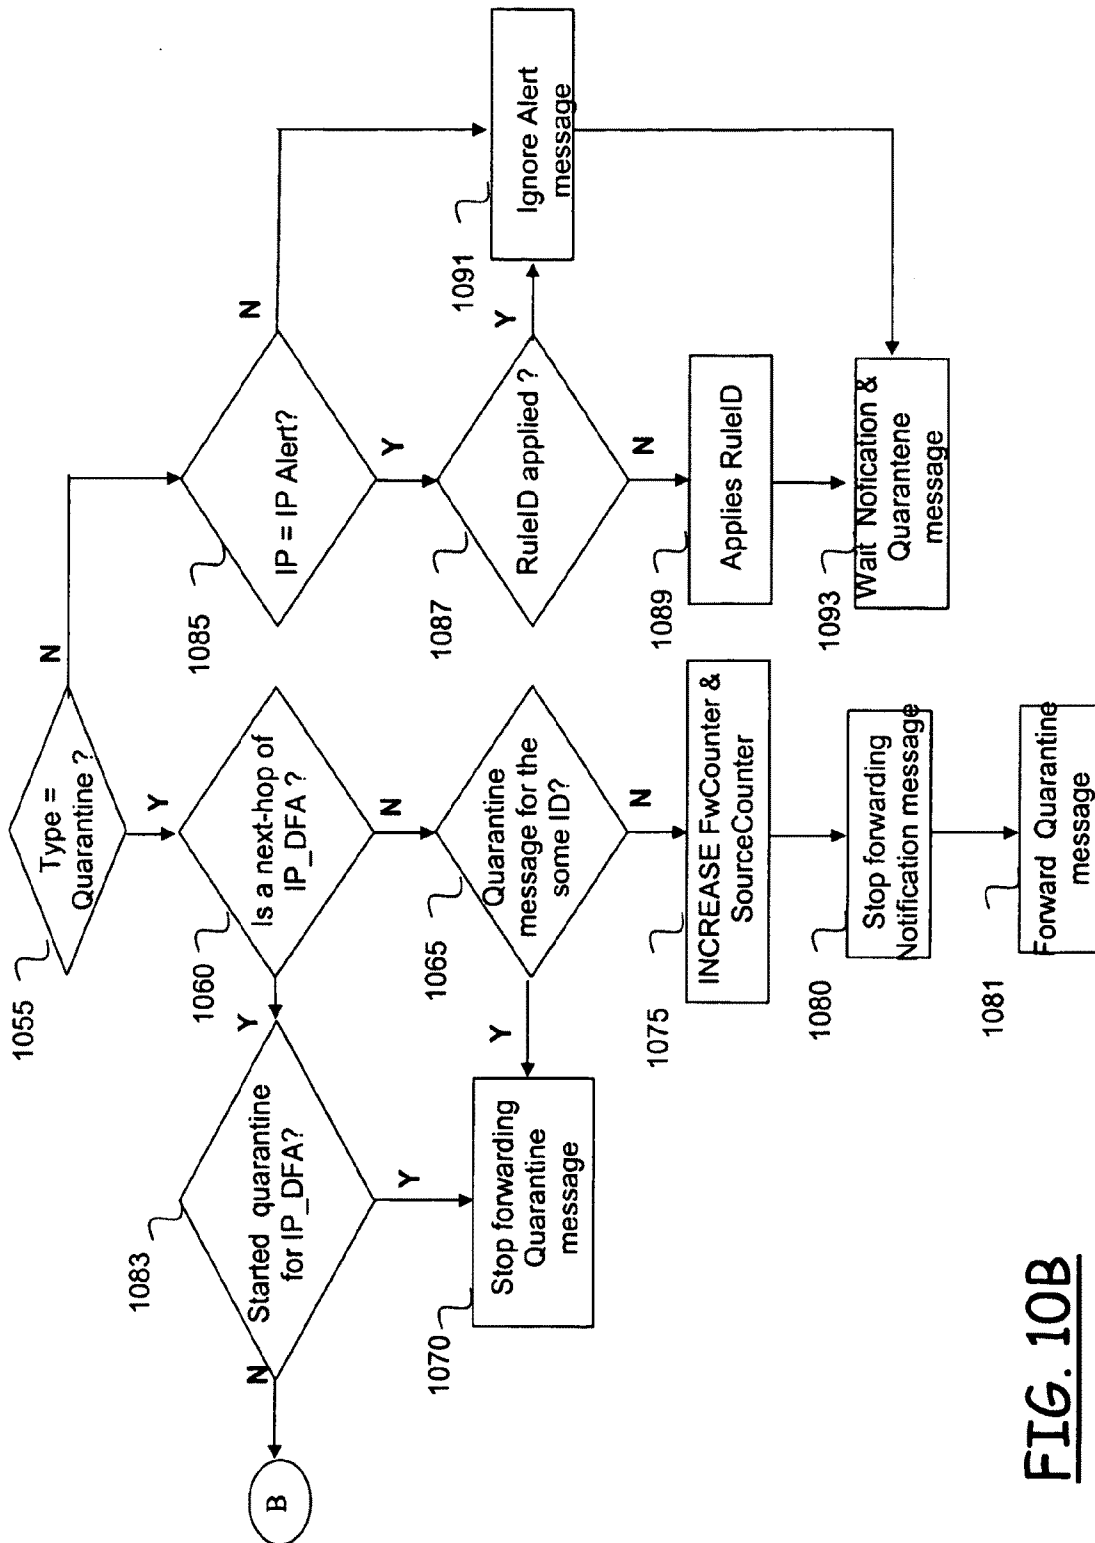 1055
Type =
Quarantine ?
N
Y
1060
Is a next-hop of
IP_DFA ?
Y
N
1083
Started quarantine
for IP_DFA?
N
Y
B
1065
Quarantine
message for the
some ID?
Y
N
1070
Stop forwarding
Quarantine
message
1075
INCREASE FwCounter &
SourceCounter
1080
Stop forwarding
Notification message
1081
Forward Quarantine
message
1085
IP = IP Alert?
N
Y
1087
RuleID applied ?
Y
N
1091
Ignore Alert
message
1089
Applies RuleID
1093
Wait Notfication &
Quarantene
message
FIG. 10B